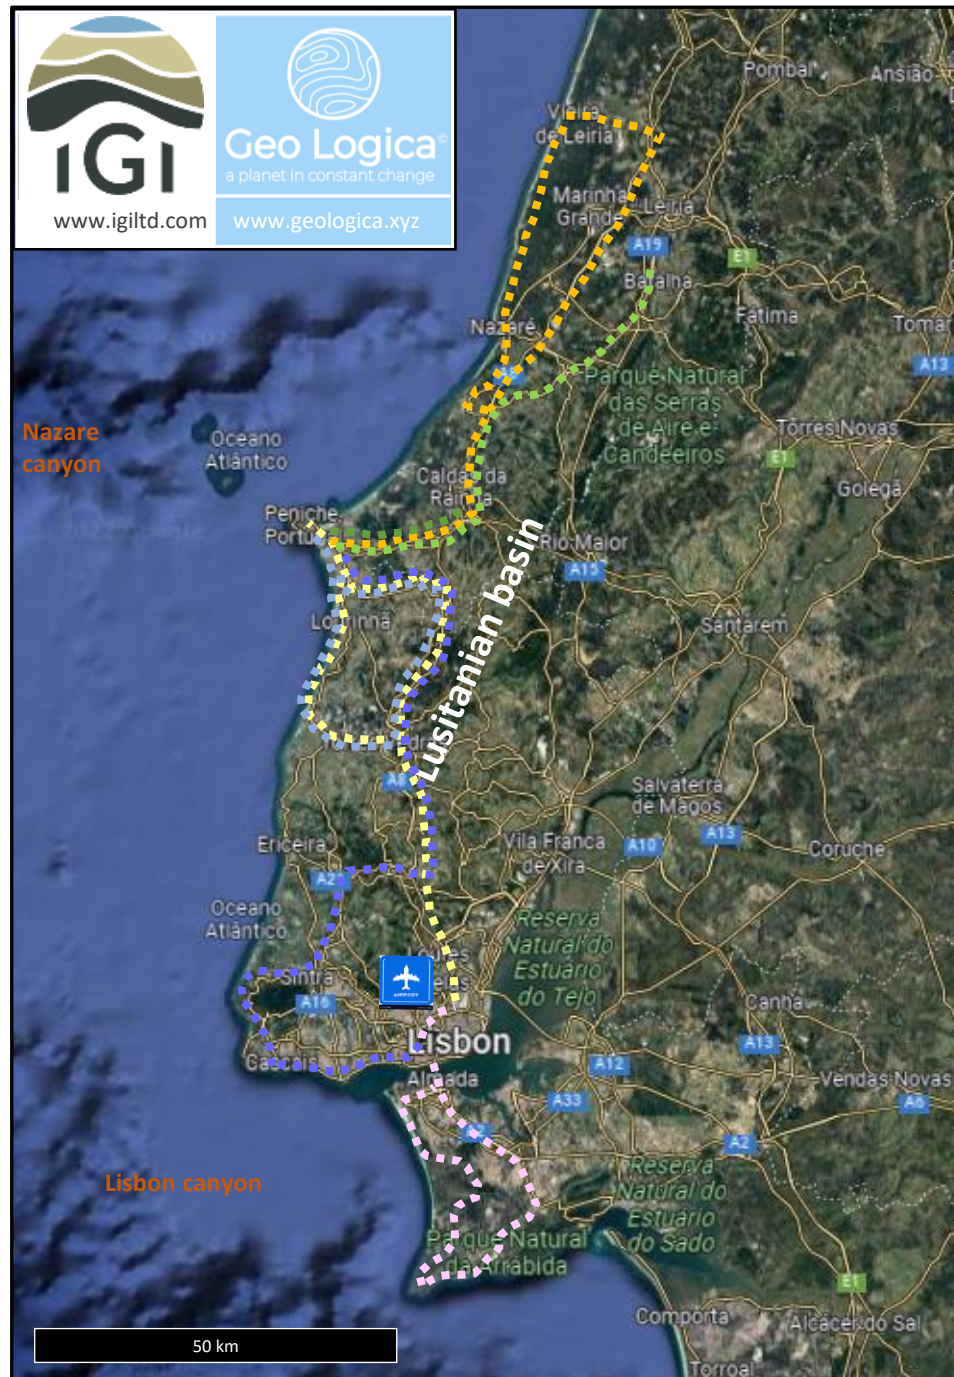 IGI
www.igiltd.com
Geo Logica©
a planet in constant change
www.geologica.xyz
Pombal
Ansião
Vieira
de Leiria
Marinha
Grande
Leiria
A19
E1
Batalha
Fátima
Nazaré
Tomar
A13
A8
Parque Natural
das Serras
de Aire e
Candeeiros
Nazare
canyon
Oceano
Atlântico
Torres Novas
E1
Caldas da
Rainha
Golegã
Peniche
Rio Maior
A15
Lusitanian basin
Lourinhã
Santarém
A8
Salvaterra
de Magos
Ericeira
Vila Franca
de Xira
A10
A13
Coruche
A21
Oceano
Atlântico
Reserva
Natural do
Estuário
do Tejo
Loures
Sintra
AIRPORT
A16
Canha
Lisbon
A13
Almada
A12
Vendas Novas
A33
A6
A2
A2
Lisbon canyon
Reserva
Natural do
Estuário
do Sado
Parque Natural
da Arrábida
E1
Comporta
Alcácer do Sal
50 km
Torroal